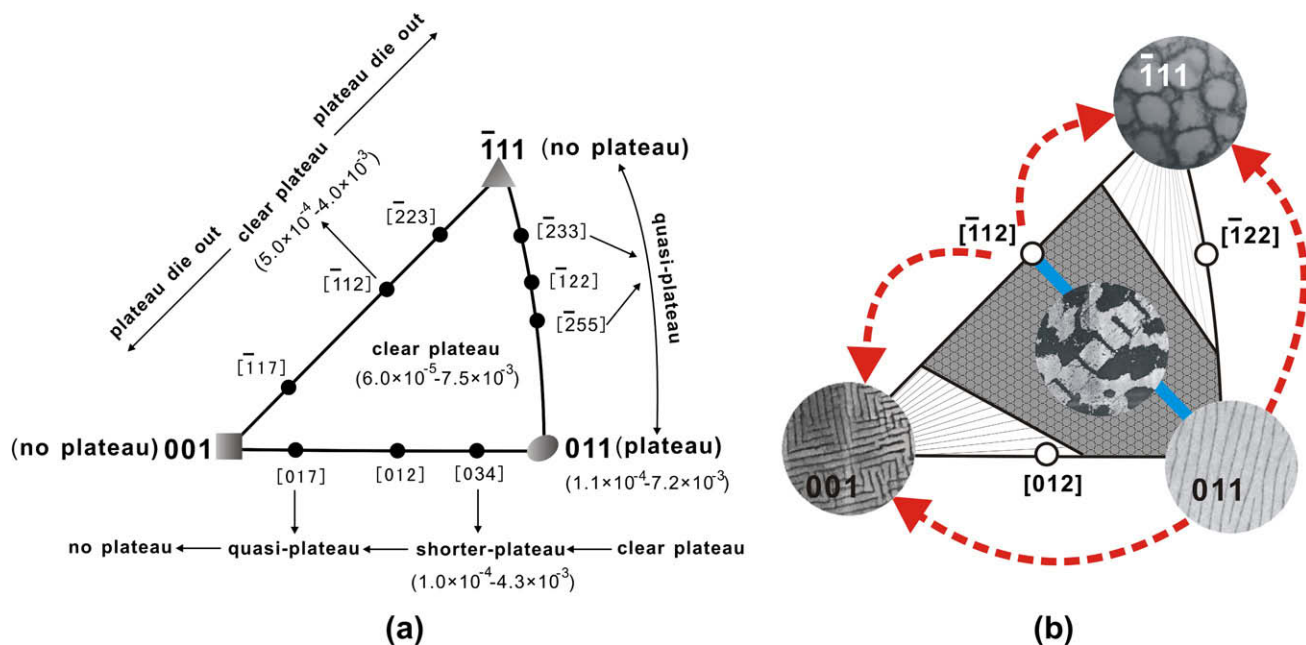 plateau die out
clear plateau
(5.0×10⁻⁴-4.0×10⁻³)
plateau die out
1̄11 (no plateau)
[2̄23]
[2̄33]
quasi-plateau
[1̄12]
[1̄22]
[2̄55]
clear plateau
(6.0×10⁻⁵-7.5×10⁻³)
[1̄17]
(no plateau) 001
011 (plateau)
(1.1×10⁻⁴-7.2×10⁻³)
[017]
[012]
[034]
no plateau
quasi-plateau
shorter-plateau
clear plateau
(1.0×10⁻⁴-4.3×10⁻³)
(a)
1̄11
[1̄12]
[1̄22]
001
[012]
011
(b)